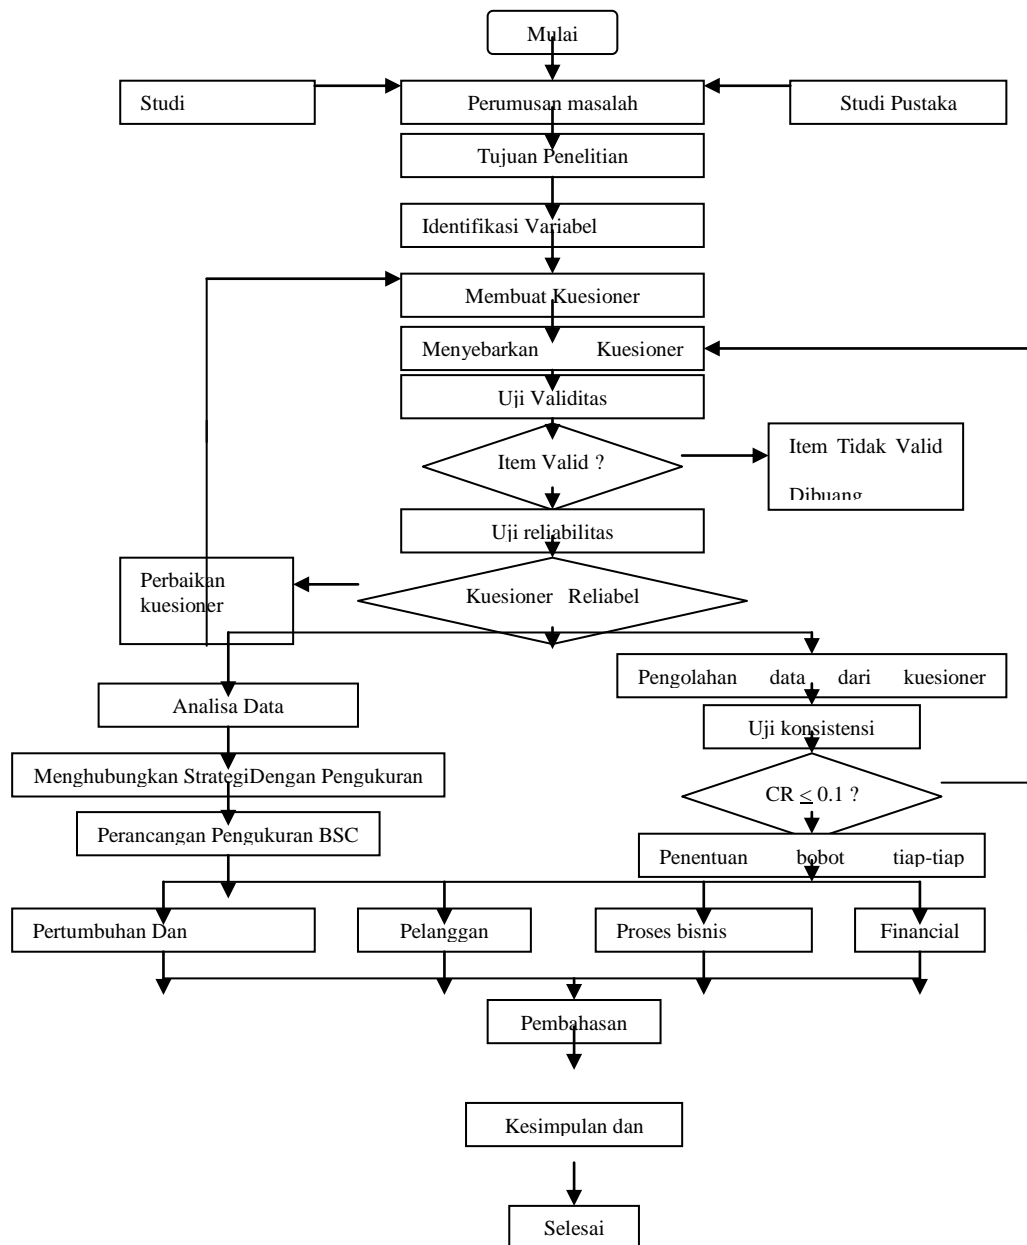 Mulai
Studi
Perumusan masalah
Studi Pustaka
Tujuan Penelitian
Identifikasi Variabel
Membuat Kuesioner
Menyebarkan Kuesioner
Uji Validitas
Item Valid ?
Item Tidak Valid
Dibuang
Uji reliabilitas
Perbaikan
kuesioner
Kuesioner Reliabel
Pengolahan data dari kuesioner
Analisa Data
Uji konsistensi
Menghubungkan StrategiDengan Pengukuran
CR ≤ 0.1 ?
Perancangan Pengukuran BSC
Penentuan bobot tiap-tiap
Pertumbuhan Dan
Pelanggan
Proses bisnis
Financial
Pembahasan
Kesimpulan dan
Selesai